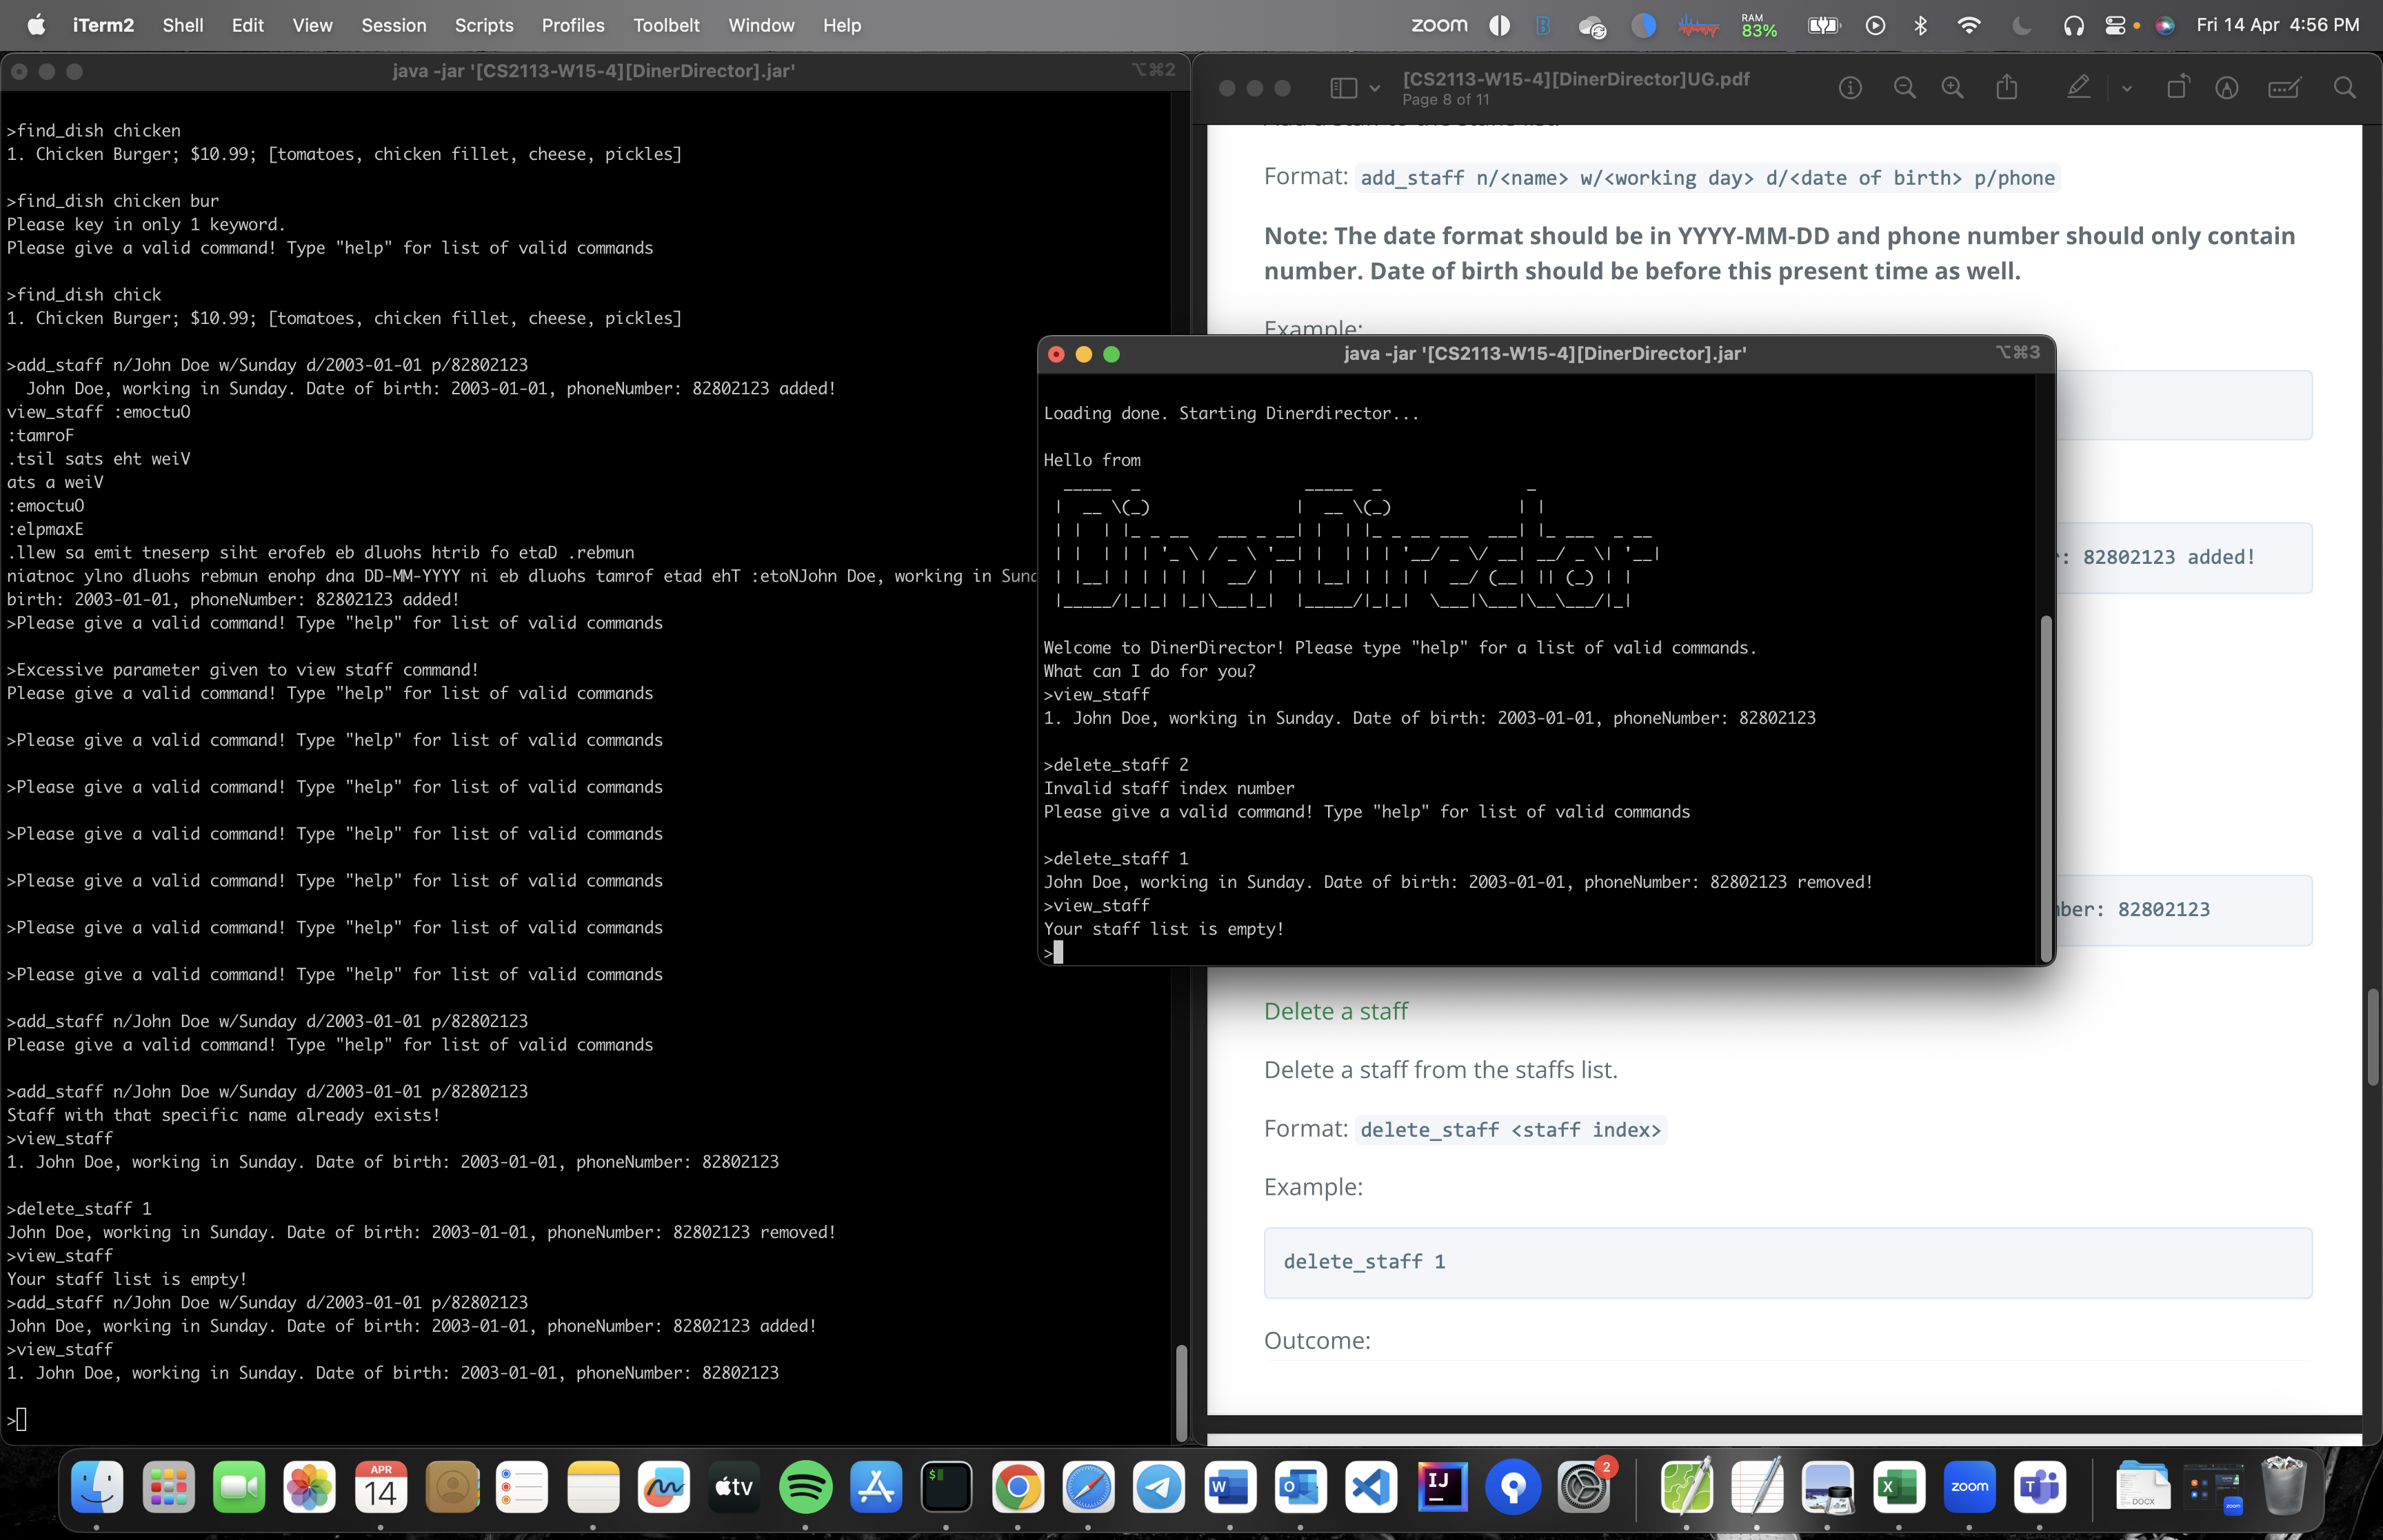 iTerm2 Shell Edit View Session Scripts Profiles Toolbelt Window Help zoom RAM 83% Fri 14 Apr 4:56 PM
java -jar '[CS2113-W15-4][DinerDirector].jar' ⌥⌘2
>find_dish chicken
1. Chicken Burger; $10.99; [tomatoes, chicken fillet, cheese, pickles]
>find_dish chicken bur
Please key in only 1 keyword.
Please give a valid command! Type "help" for list of valid commands
>find_dish chick
1. Chicken Burger; $10.99; [tomatoes, chicken fillet, cheese, pickles]
>add_staff n/John Doe w/Sunday d/2003-01-01 p/82802123
John Doe, working in Sunday. Date of birth: 2003-01-01, phoneNumber: 82802123 added!
view_staff :emoctuO
:tamroF
.tsil sats eht weiV
ats a weiV
:emoctuO
:elpmaxE
.llew sa emit tneserp siht erofeb eb dluohs htrib fo etaD .rebmun
niatnoc ylno dluohs rebmun enohp dna DD-MM-YYYY ni eb dluohs tamrof etad ehT :etoNJohn Doe, working in Sund
birth: 2003-01-01, phoneNumber: 82802123 added!
>Please give a valid command! Type "help" for list of valid commands
>Excessive parameter given to view staff command!
Please give a valid command! Type "help" for list of valid commands
>Please give a valid command! Type "help" for list of valid commands
>Please give a valid command! Type "help" for list of valid commands
>Please give a valid command! Type "help" for list of valid commands
>Please give a valid command! Type "help" for list of valid commands
>Please give a valid command! Type "help" for list of valid commands
>Please give a valid command! Type "help" for list of valid commands
>add_staff n/John Doe w/Sunday d/2003-01-01 p/82802123
Please give a valid command! Type "help" for list of valid commands
>add_staff n/John Doe w/Sunday d/2003-01-01 p/82802123
Staff with that specific name already exists!
>view_staff
1. John Doe, working in Sunday. Date of birth: 2003-01-01, phoneNumber: 82802123
>delete_staff 1
John Doe, working in Sunday. Date of birth: 2003-01-01, phoneNumber: 82802123 removed!
>view_staff
Your staff list is empty!
>add_staff n/John Doe w/Sunday d/2003-01-01 p/82802123
John Doe, working in Sunday. Date of birth: 2003-01-01, phoneNumber: 82802123 added!
>view_staff
1. John Doe, working in Sunday. Date of birth: 2003-01-01, phoneNumber: 82802123
>
[CS2113-W15-4][DinerDirector]UG.pdf
Page 8 of 11
Format: add_staff n/<name> w/<working day> d/<date of birth> p/phone
Note: The date format should be in YYYY-MM-DD and phone number should only contain
number. Date of birth should be before this present time as well.
Example:
java -jar '[CS2113-W15-4][DinerDirector].jar' ⌥⌘3
Loading done. Starting Dinerdirector...
Hello from
DinerDirector
Welcome to DinerDirector! Please type "help" for a list of valid commands.
What can I do for you?
>view_staff
1. John Doe, working in Sunday. Date of birth: 2003-01-01, phoneNumber: 82802123
>delete_staff 2
Invalid staff index number
Please give a valid command! Type "help" for list of valid commands
>delete_staff 1
John Doe, working in Sunday. Date of birth: 2003-01-01, phoneNumber: 82802123 removed!
>view_staff
Your staff list is empty!
>
: 82802123 added!
ber: 82802123
Delete a staff
Delete a staff from the staffs list.
Format: delete_staff <staff index>
Example:
delete_staff 1
Outcome:
APR
14
tv
zoom
2
DOCX